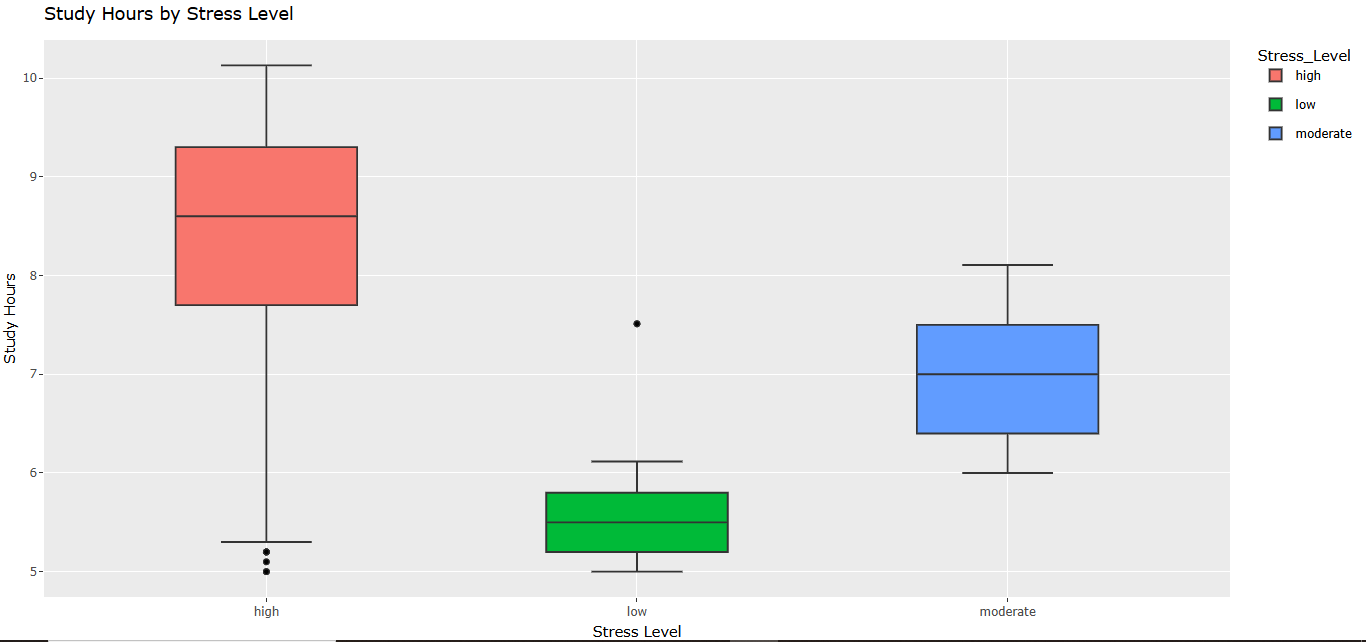 Study Hours by Stress Level
Stress_Level
high
low
moderate
10
9
8
7
6
5
Study Hours
high
low
moderate
Stress Level